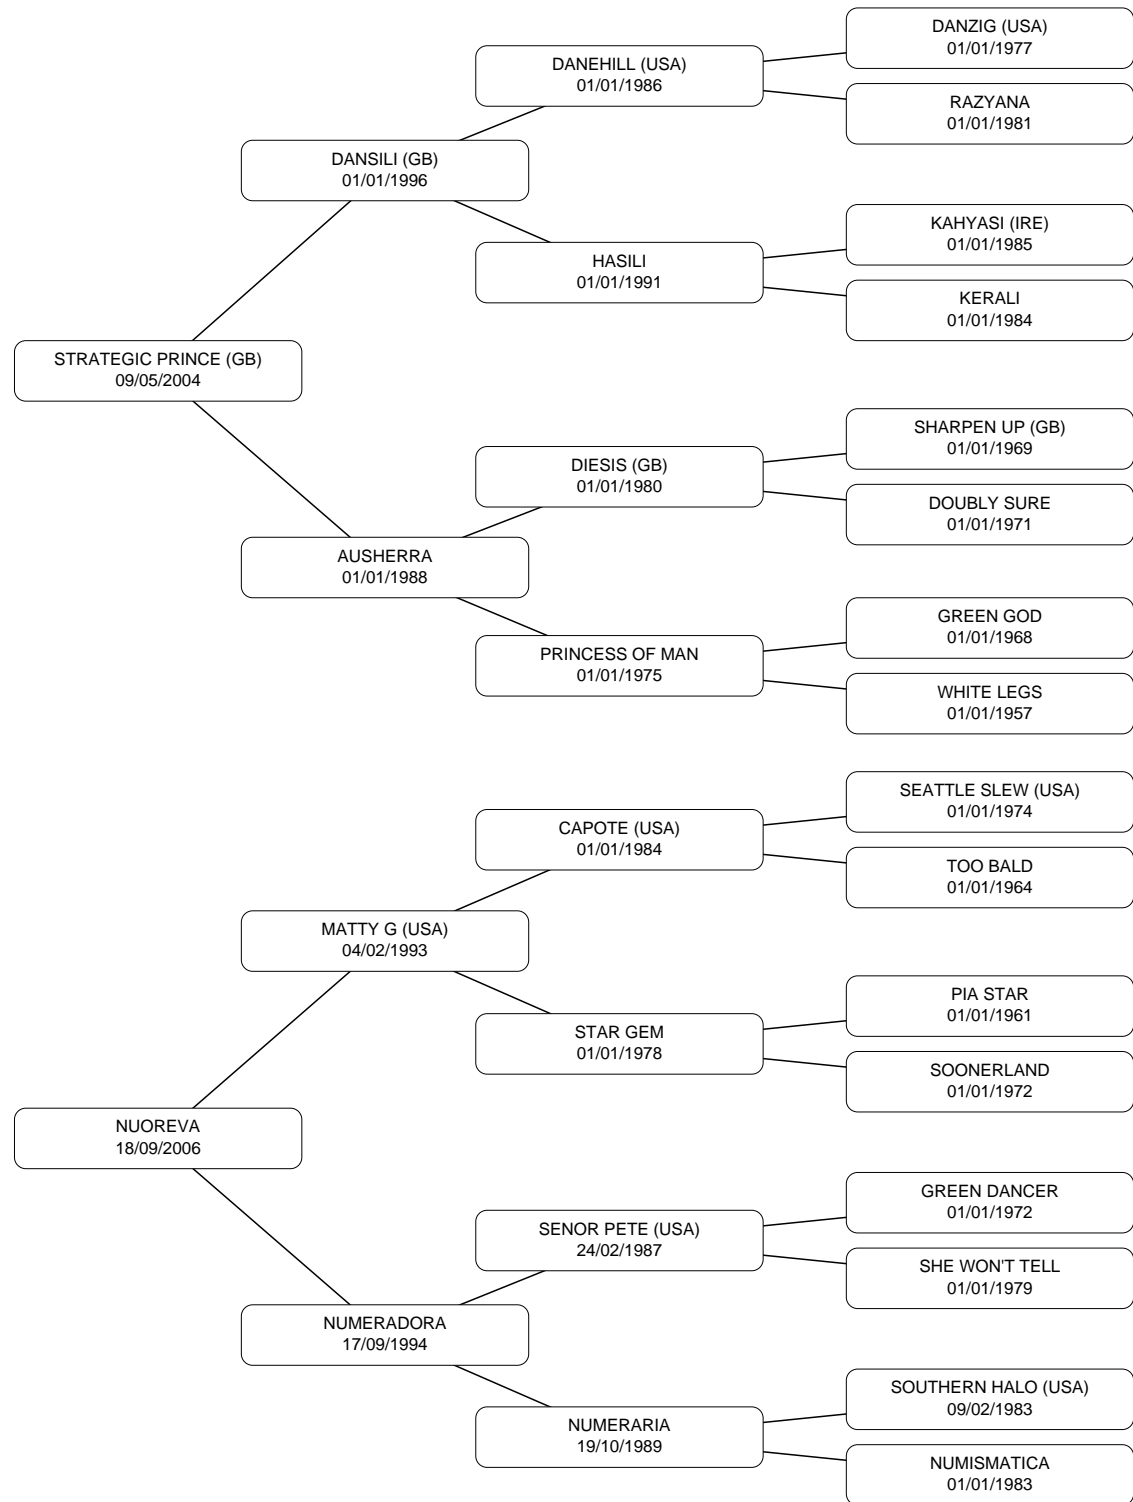 DANZIG (USA)
01/01/1977
DANEHILL (USA)
01/01/1986
RAZYANA
01/01/1981
DANSILI (GB)
01/01/1996
KAHYASI (IRE)
01/01/1985
HASILI
01/01/1991
KERALI
01/01/1984
STRATEGIC PRINCE (GB)
09/05/2004
SHARPEN UP (GB)
01/01/1969
DIESIS (GB)
01/01/1980
DOUBLY SURE
01/01/1971
AUSHERRA
01/01/1988
GREEN GOD
01/01/1968
PRINCESS OF MAN
01/01/1975
WHITE LEGS
01/01/1957
SEATTLE SLEW (USA)
01/01/1974
CAPOTE (USA)
01/01/1984
TOO BALD
01/01/1964
MATTY G (USA)
04/02/1993
PIA STAR
01/01/1961
STAR GEM
01/01/1978
SOONERLAND
01/01/1972
NUOREVA
18/09/2006
GREEN DANCER
01/01/1972
SENOR PETE (USA)
24/02/1987
SHE WON'T TELL
01/01/1979
NUMERADORA
17/09/1994
SOUTHERN HALO (USA)
09/02/1983
NUMERARIA
19/10/1989
NUMISMATICA
01/01/1983